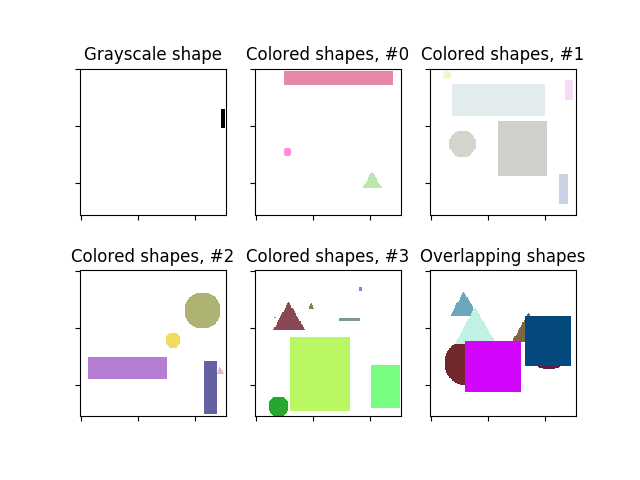 Grayscale shape
Colored shapes, #0
Colored shapes, #1
Colored shapes, #2
Colored shapes, #3
Overlapping shapes